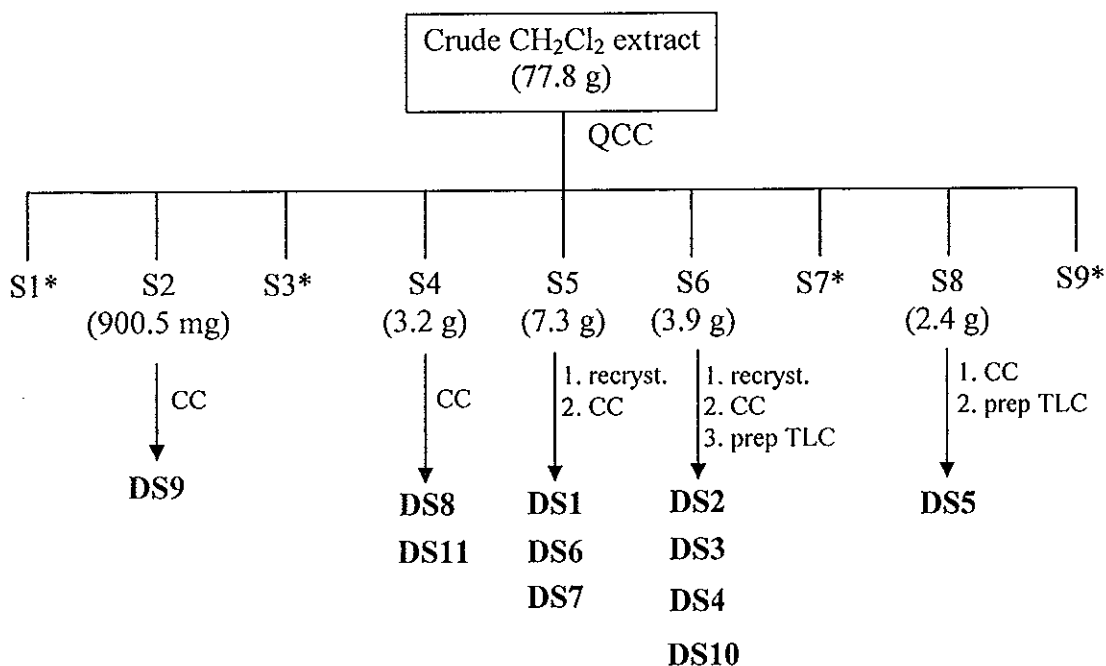 Crude CH₂Cl₂ extract
(77.8 g)
QCC
S1* S2 S3* S4 S5 S6 S7* S8 S9*
(900.5 mg) (3.2 g) (7.3 g) (3.9 g) (2.4 g)
CC CC 1. recryst. 1. recryst. 1. CC
2. CC 2. CC 2. prep TLC
3. prep TLC
DS9 DS8 DS1 DS2 DS5
DS11 DS6 DS3
DS7 DS4
DS10